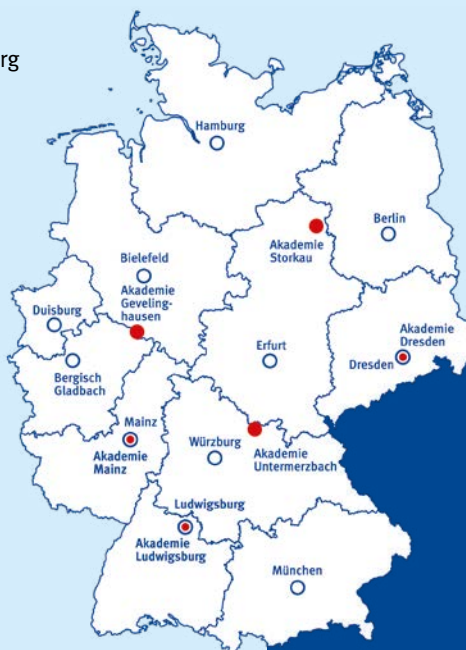 rg
Hamburg
Akademie
Storkau
Berlin
Bielefeld
Akademie
Geveling-
hausen
Duisburg
Bergisch
Gladbach
Erfurt
Akademie
Dresden
Dresden
Mainz
Akademie
Mainz
Würzburg
Akademie
Untermerzbach
Ludwigsburg
Akademie
Ludwigsburg
München